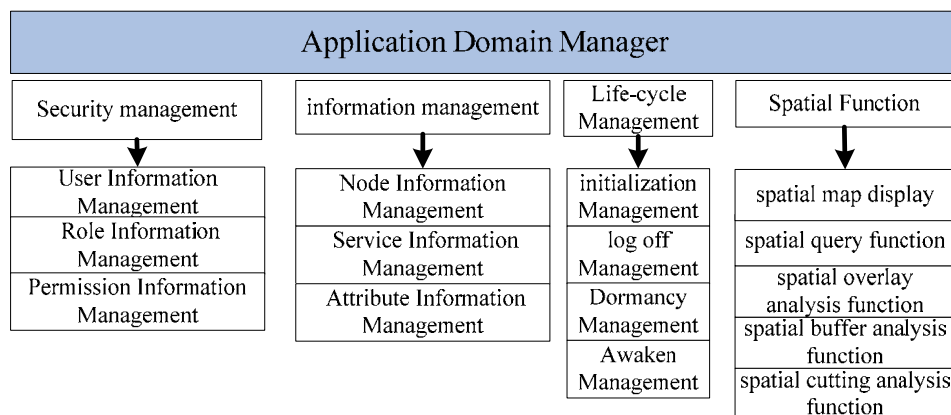 Application Domain Manager
Security management
User Information
Management
Role Information
Management
Permission Information
Management
information management
Node Information
Management
Service Information
Management
Attribute Information
Management
Life-cycle
Management
initialization
Management
log off
Management
Dormancy
Management
Awaken
Management
Spatial Function
spatial map display
spatial query function
spatial overlay
analysis function
spatial buffer analysis
function
spatial cutting analysis
function